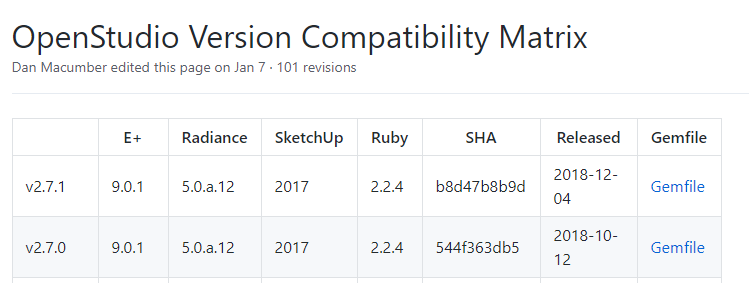 OpenStudio Version Compatibility Matrix
Dan Macumber edited this page on Jan 7 · 101 revisions
E+ Radiance SketchUp Ruby SHA Released Gemfile
v2.7.1 9.0.1 5.0.a.12 2017 2.2.4 b8d47b8b9d 2018-12-04 Gemfile
v2.7.0 9.0.1 5.0.a.12 2017 2.2.4 544f363db5 2018-10-12 Gemfile